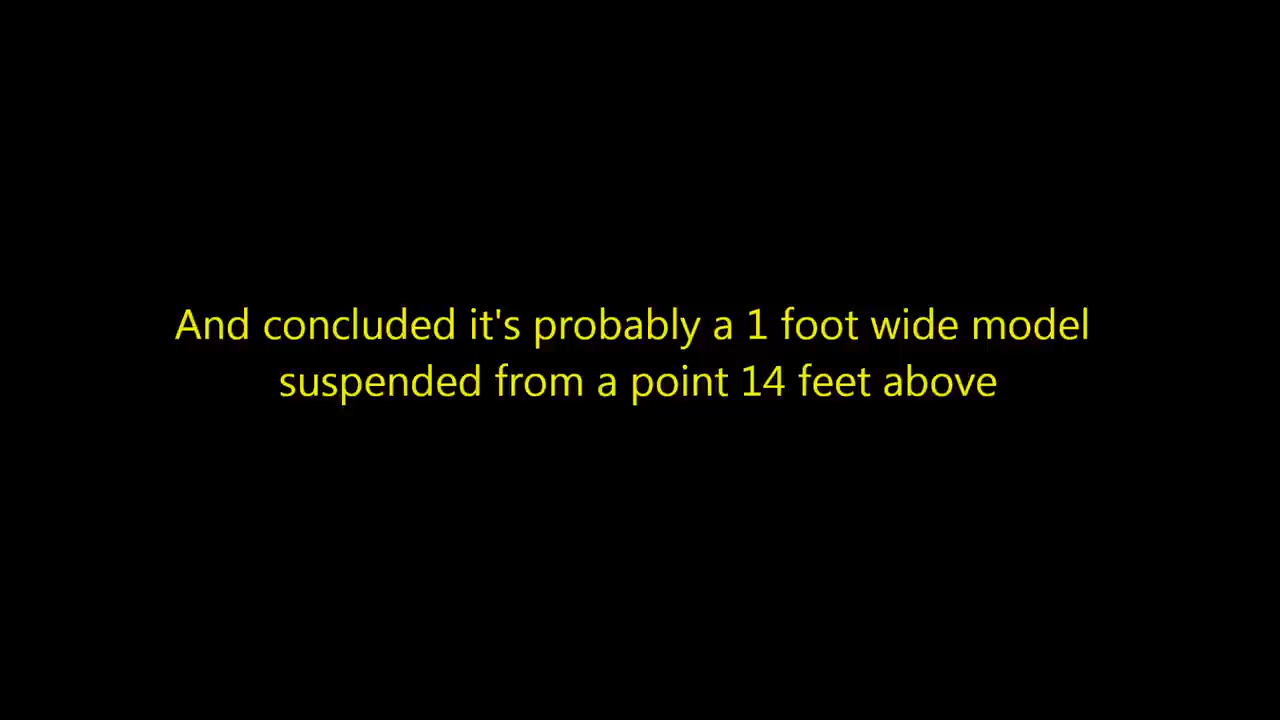 And concluded it's probably a 1 foot wide model
suspended from a point 14 feet above